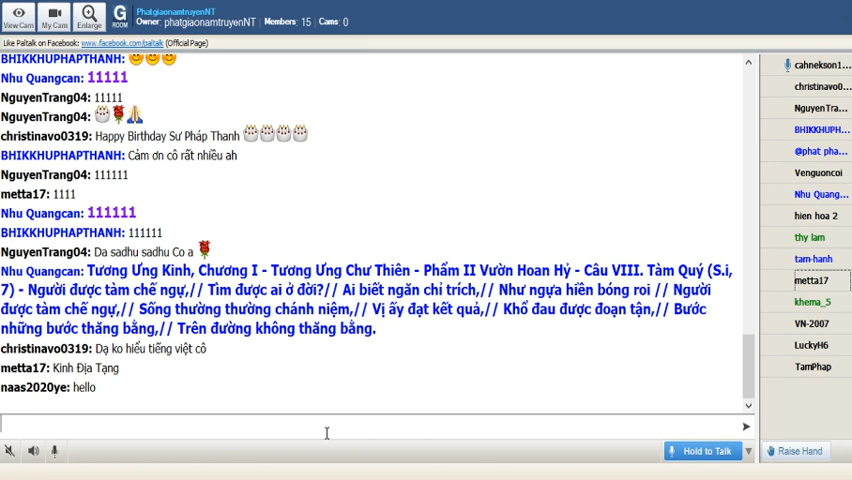 PhatgiaonamtruyenNT
Owner: phatgiaonamtruyenNT Members: 15 Cams: 0
View Cam My Cam Enlarge G ROOM
Like Paltalk on Facebook: www.facebook.com/paltalk (Official Page)
BHIKKHUPHAPTHANH:
Nhu Quangcan: 11111
NguyenTrang04: 11111
NguyenTrang04:
christinavo0319: Happy Birthday Sư Pháp Thanh
BHIKKHUPHAPTHANH: Cảm ơn cô rất nhiều ah
NguyenTrang04: 111111
metta17: 1111
Nhu Quangcan: 111111
BHIKKHUPHAPTHANH: 111111
NguyenTrang04: Da sadhu sadhu Co a
Nhu Quangcan: Tương Ưng Kinh, Chương I - Tương Ưng Chư Thiên - Phẩm II Vườn Hoan Hỷ - Câu VIII. Tàm Quý (S.i,
7) - Người được tàm chế ngự,// Tìm được ai ở đời?// Ai biết ngăn chỉ trích,// Như ngựa hiền bóng roi // Người
được tàm chế ngự,// Sống thường thường chánh niệm,// Vị ấy đạt kết quả,// Khổ đau được đoạn tận,// Bước
những bước thăng bằng,// Trên đường không thăng bằng.
christinavo0319: Dạ ko hiểu tiếng việt cô
metta17: Kinh Địa Tạng
naas2020ye: hello
Hold to Talk
Raise Hand
cahnekson1...
christinavo0...
NguyenTra...
BHIKKHUPH...
@phat pha...
Venguoncoi
Nhu Quang...
hien hoa 2
thy lam
tam-hanh
metta17
khema_5
VN-2007
LuckyH6
TamPhap